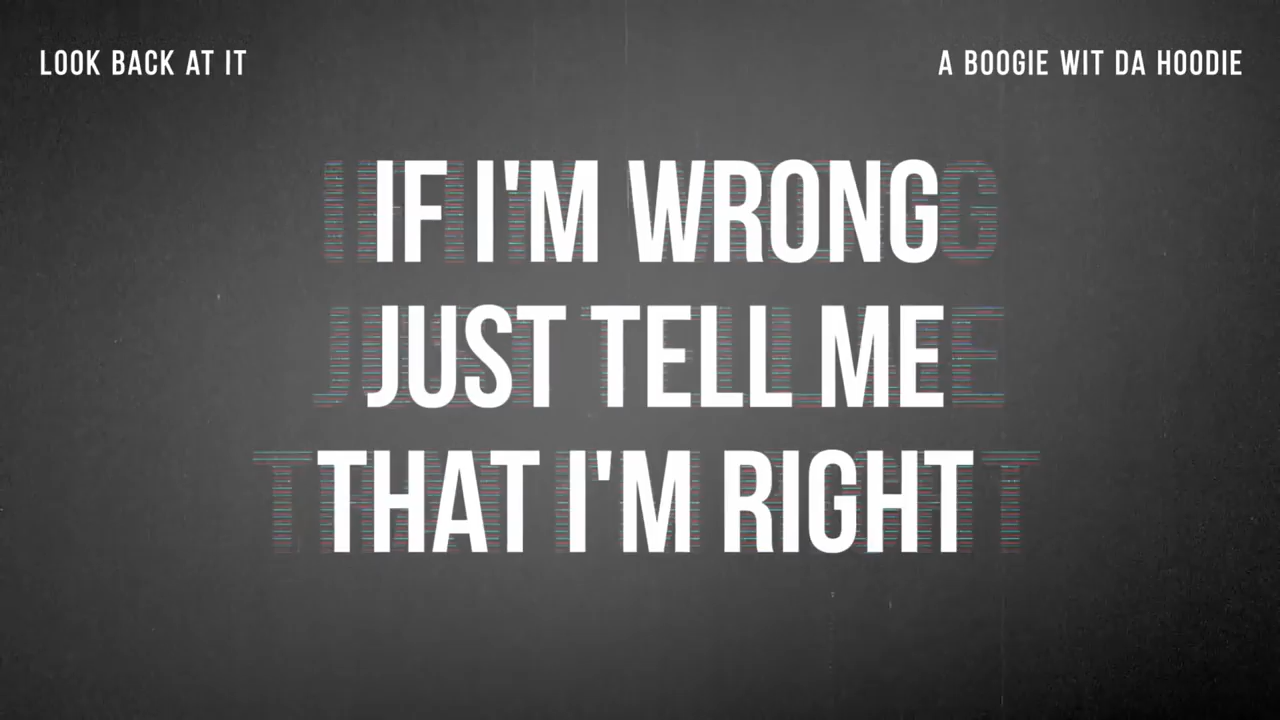 LOOK BACK AT IT
A BOOGIE WIT DA HOODIE
IF I'M WRONG
JUST TELL ME
THAT I'M RIGHT